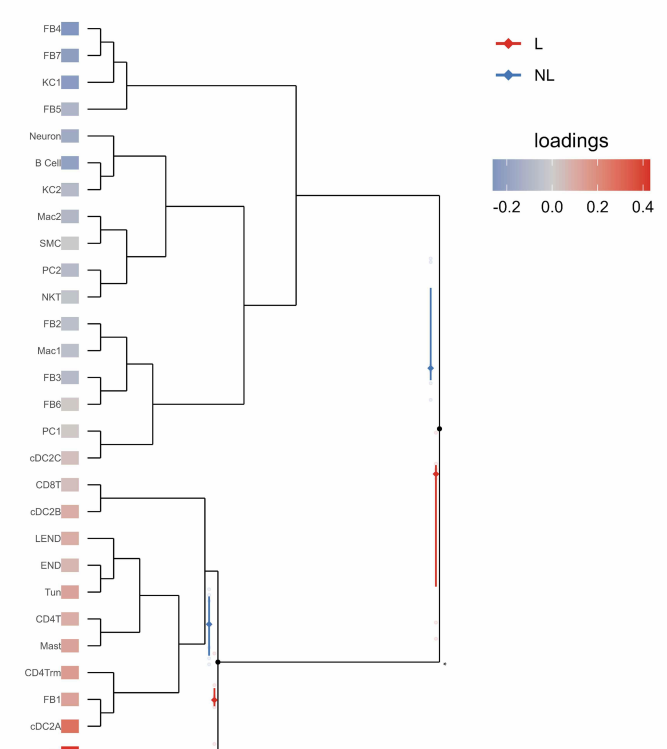 FB4
FB7
KC1
FB5
Neuron
B Cell
KC2
Mac2
SMC
PC2
NKT
FB2
Mac1
FB3
FB6
PC1
cDC2C
CD8T
cDC2B
LEND
END
Tun
CD4T
Mast
CD4Trm
FB1
cDC2A
L
NL
loadings
-0.2 0.0 0.2 0.4
*